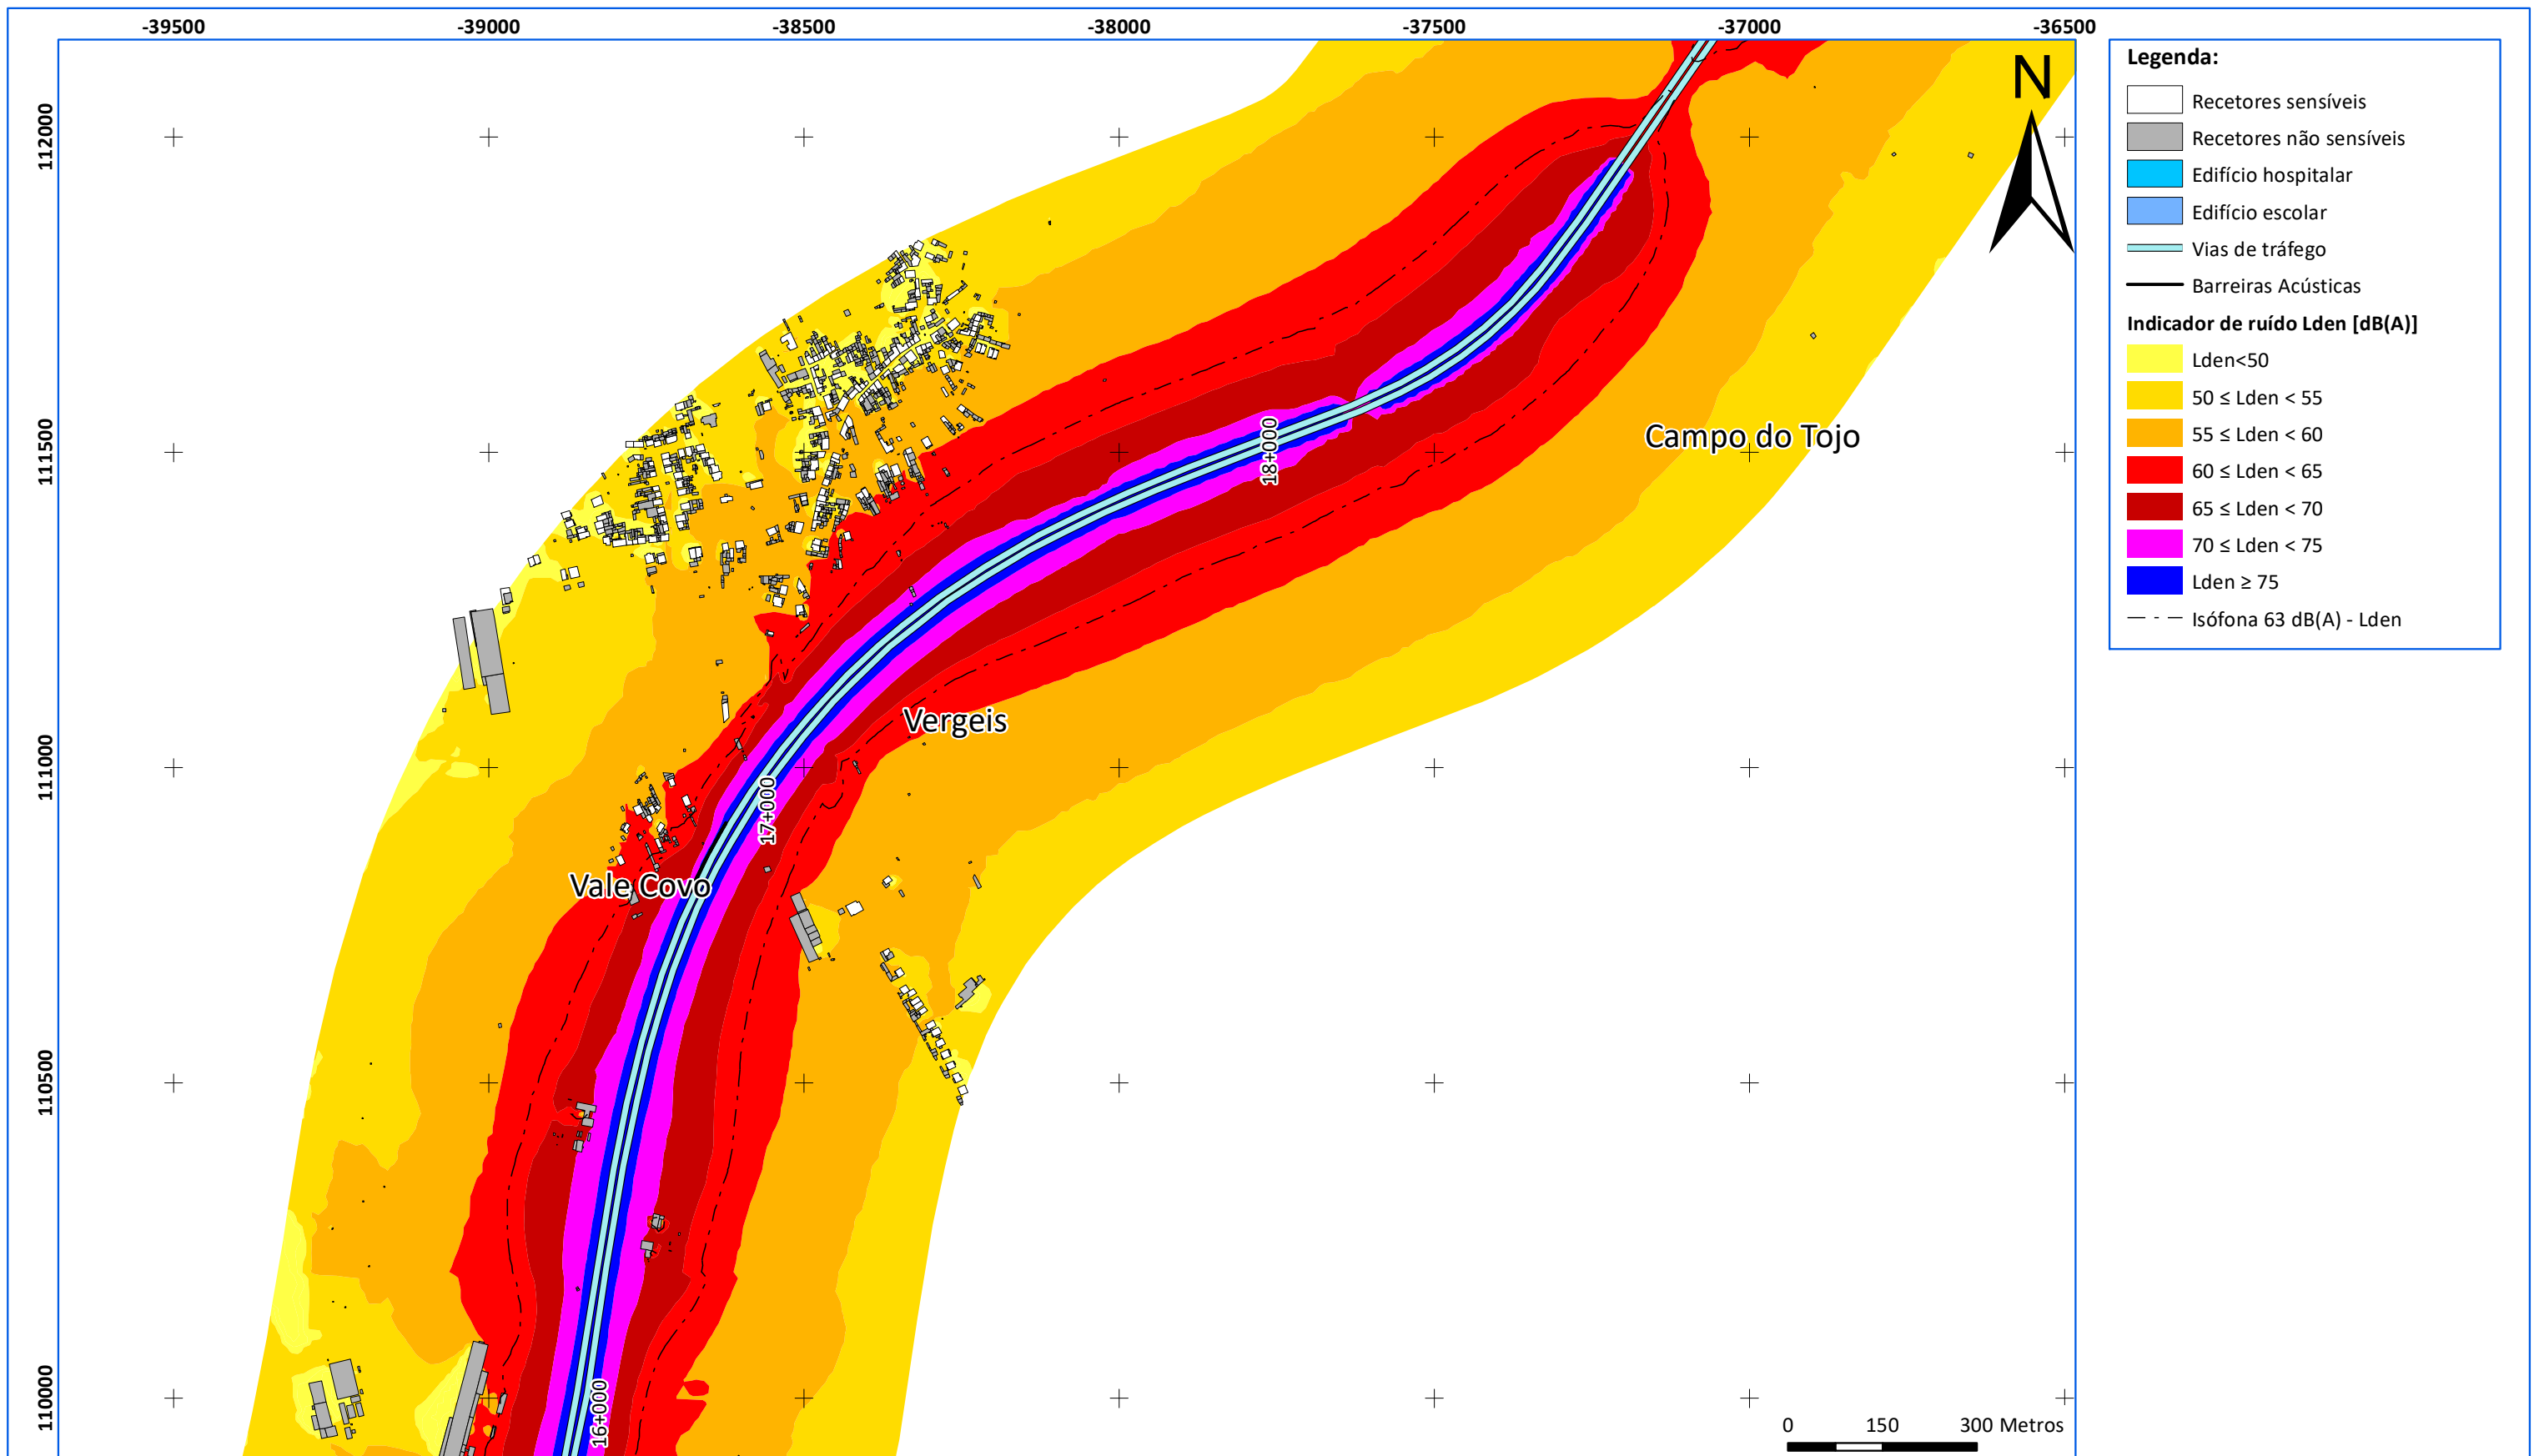 -39500 -39000 -38500 -38000 -37500 -37000 -36500
112000
111500
111000
110500
110000
N
Campo do Tojo
18+000
Vergeis
17+000
Vale Covo
16+000
0 150 300 Metros
Legenda:
Recetores sensíveis
Recetores não sensíveis
Edifício hospitalar
Edifício escolar
Vias de tráfego
Barreiras Acústicas
Indicador de ruído Lden [dB(A)]
Lden<50
50 ≤ Lden < 55
55 ≤ Lden < 60
60 ≤ Lden < 65
65 ≤ Lden < 70
70 ≤ Lden < 75
Lden ≥ 75
Isófona 63 dB(A) - Lden